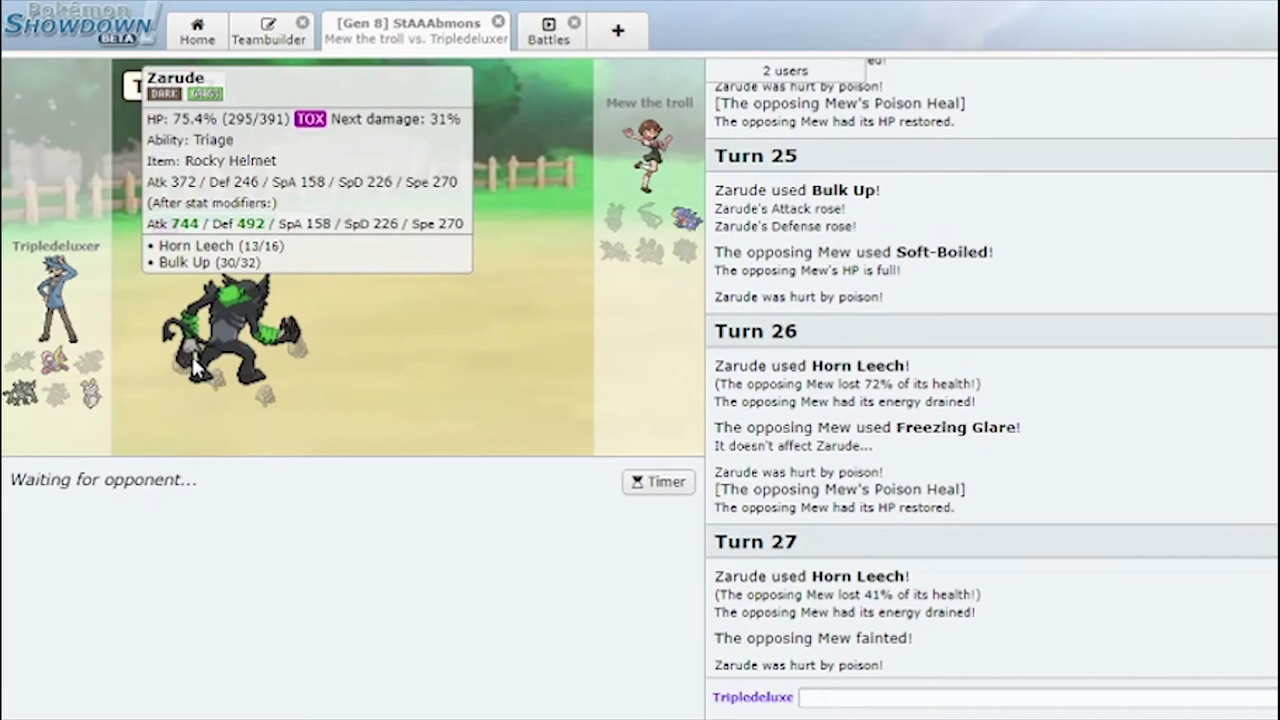 Pokémon
SHOWDOWN
BETA
Home
Teambuilder
[Gen 8] StAAAbmons
Mew the troll vs. Tripledeluxer
Battles
+
2 users
Zarude
DARK GRASS
HP: 75.4% (295/391) TOX Next damage: 31%
Ability: Triage
Item: Rocky Helmet
Atk 372 / Def 246 / SpA 158 / SpD 226 / Spe 270
(After stat modifiers:)
Atk 744 / Def 492 / SpA 158 / SpD 226 / Spe 270
• Horn Leech (13/16)
• Bulk Up (30/32)
Mew the troll
Tripledeluxer
Waiting for opponent...
Timer
Zarude was hurt by poison!
[The opposing Mew's Poison Heal]
The opposing Mew had its HP restored.
Turn 25
Zarude used Bulk Up!
Zarude's Attack rose!
Zarude's Defense rose!
The opposing Mew used Soft-Boiled!
The opposing Mew's HP is full!
Zarude was hurt by poison!
Turn 26
Zarude used Horn Leech!
(The opposing Mew lost 72% of its health!)
The opposing Mew had its energy drained!
The opposing Mew used Freezing Glare!
It doesn't affect Zarude...
Zarude was hurt by poison!
[The opposing Mew's Poison Heal]
The opposing Mew had its HP restored.
Turn 27
Zarude used Horn Leech!
(The opposing Mew lost 41% of its health!)
The opposing Mew had its energy drained!
The opposing Mew fainted!
Zarude was hurt by poison!
Tripledeluxe